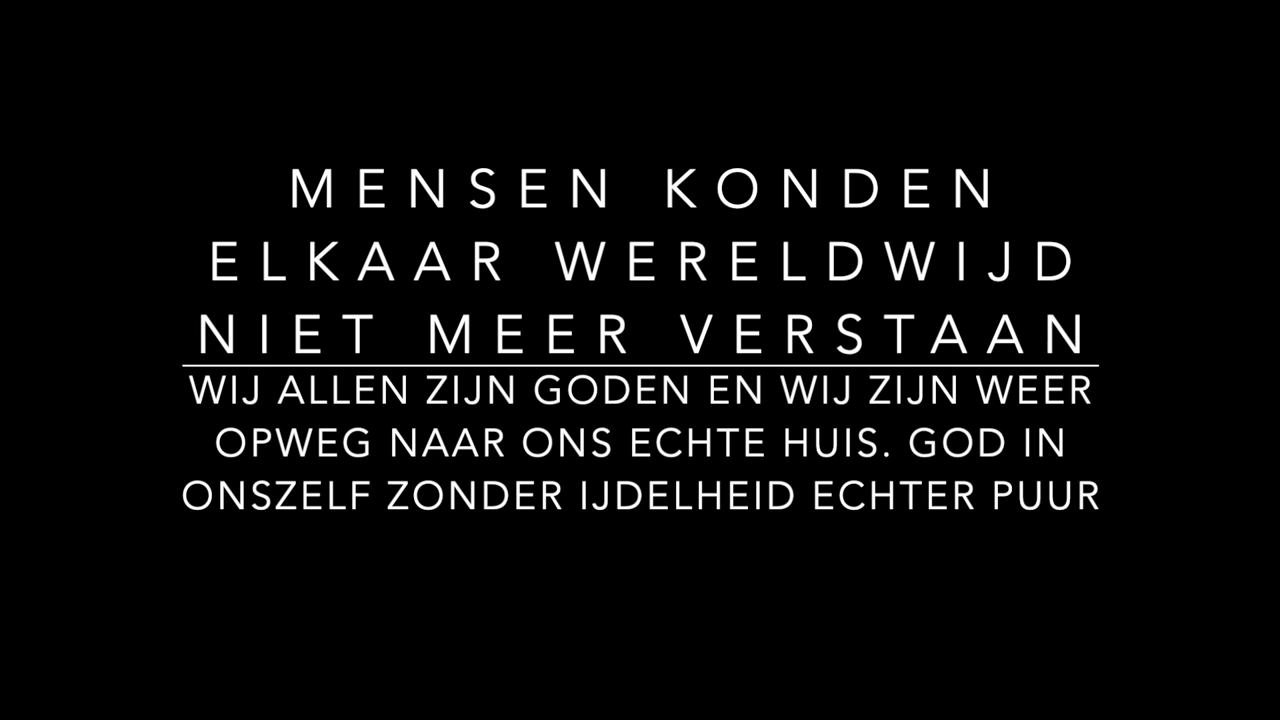 MENSEN KONDEN
ELKAAR WERELDWIJD
NIET MEER VERSTAAN
WIJ ALLEN ZIJN GODEN EN WIJ ZIJN WEER
OPWEG NAAR ONS ECHTE HUIS. GOD IN
ONSZELF ZONDER IJDELHEID ECHTER PUUR